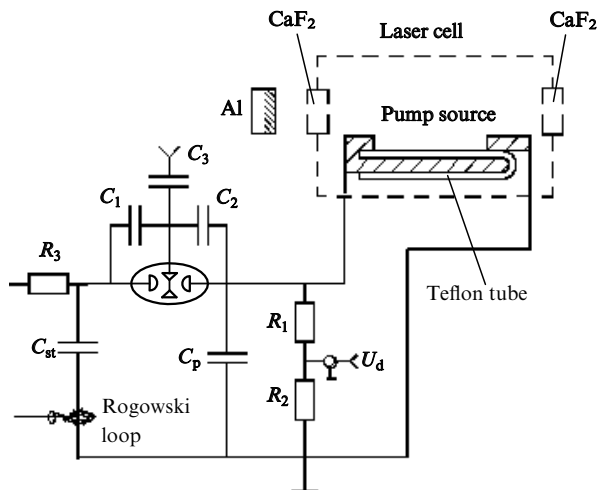 CaF2
Laser cell
CaF2
Al
Pump source
C3
C1
C2
R3
Teflon tube
R1
Cst
Cp
Ud
R2
Rogowski
loop